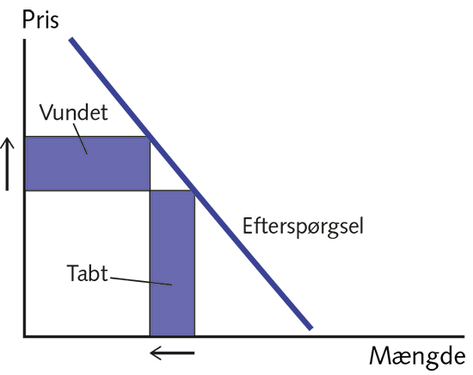 Pris
Vundet
Efterspørgsel
Tabt
Mængde